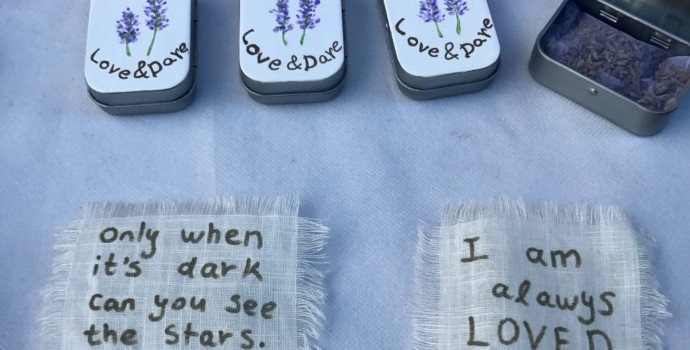 Love & Dare
Love & Dare
Love & Dare
only when
it's dark
can you see
the stars.
I am
alawys
LOVED